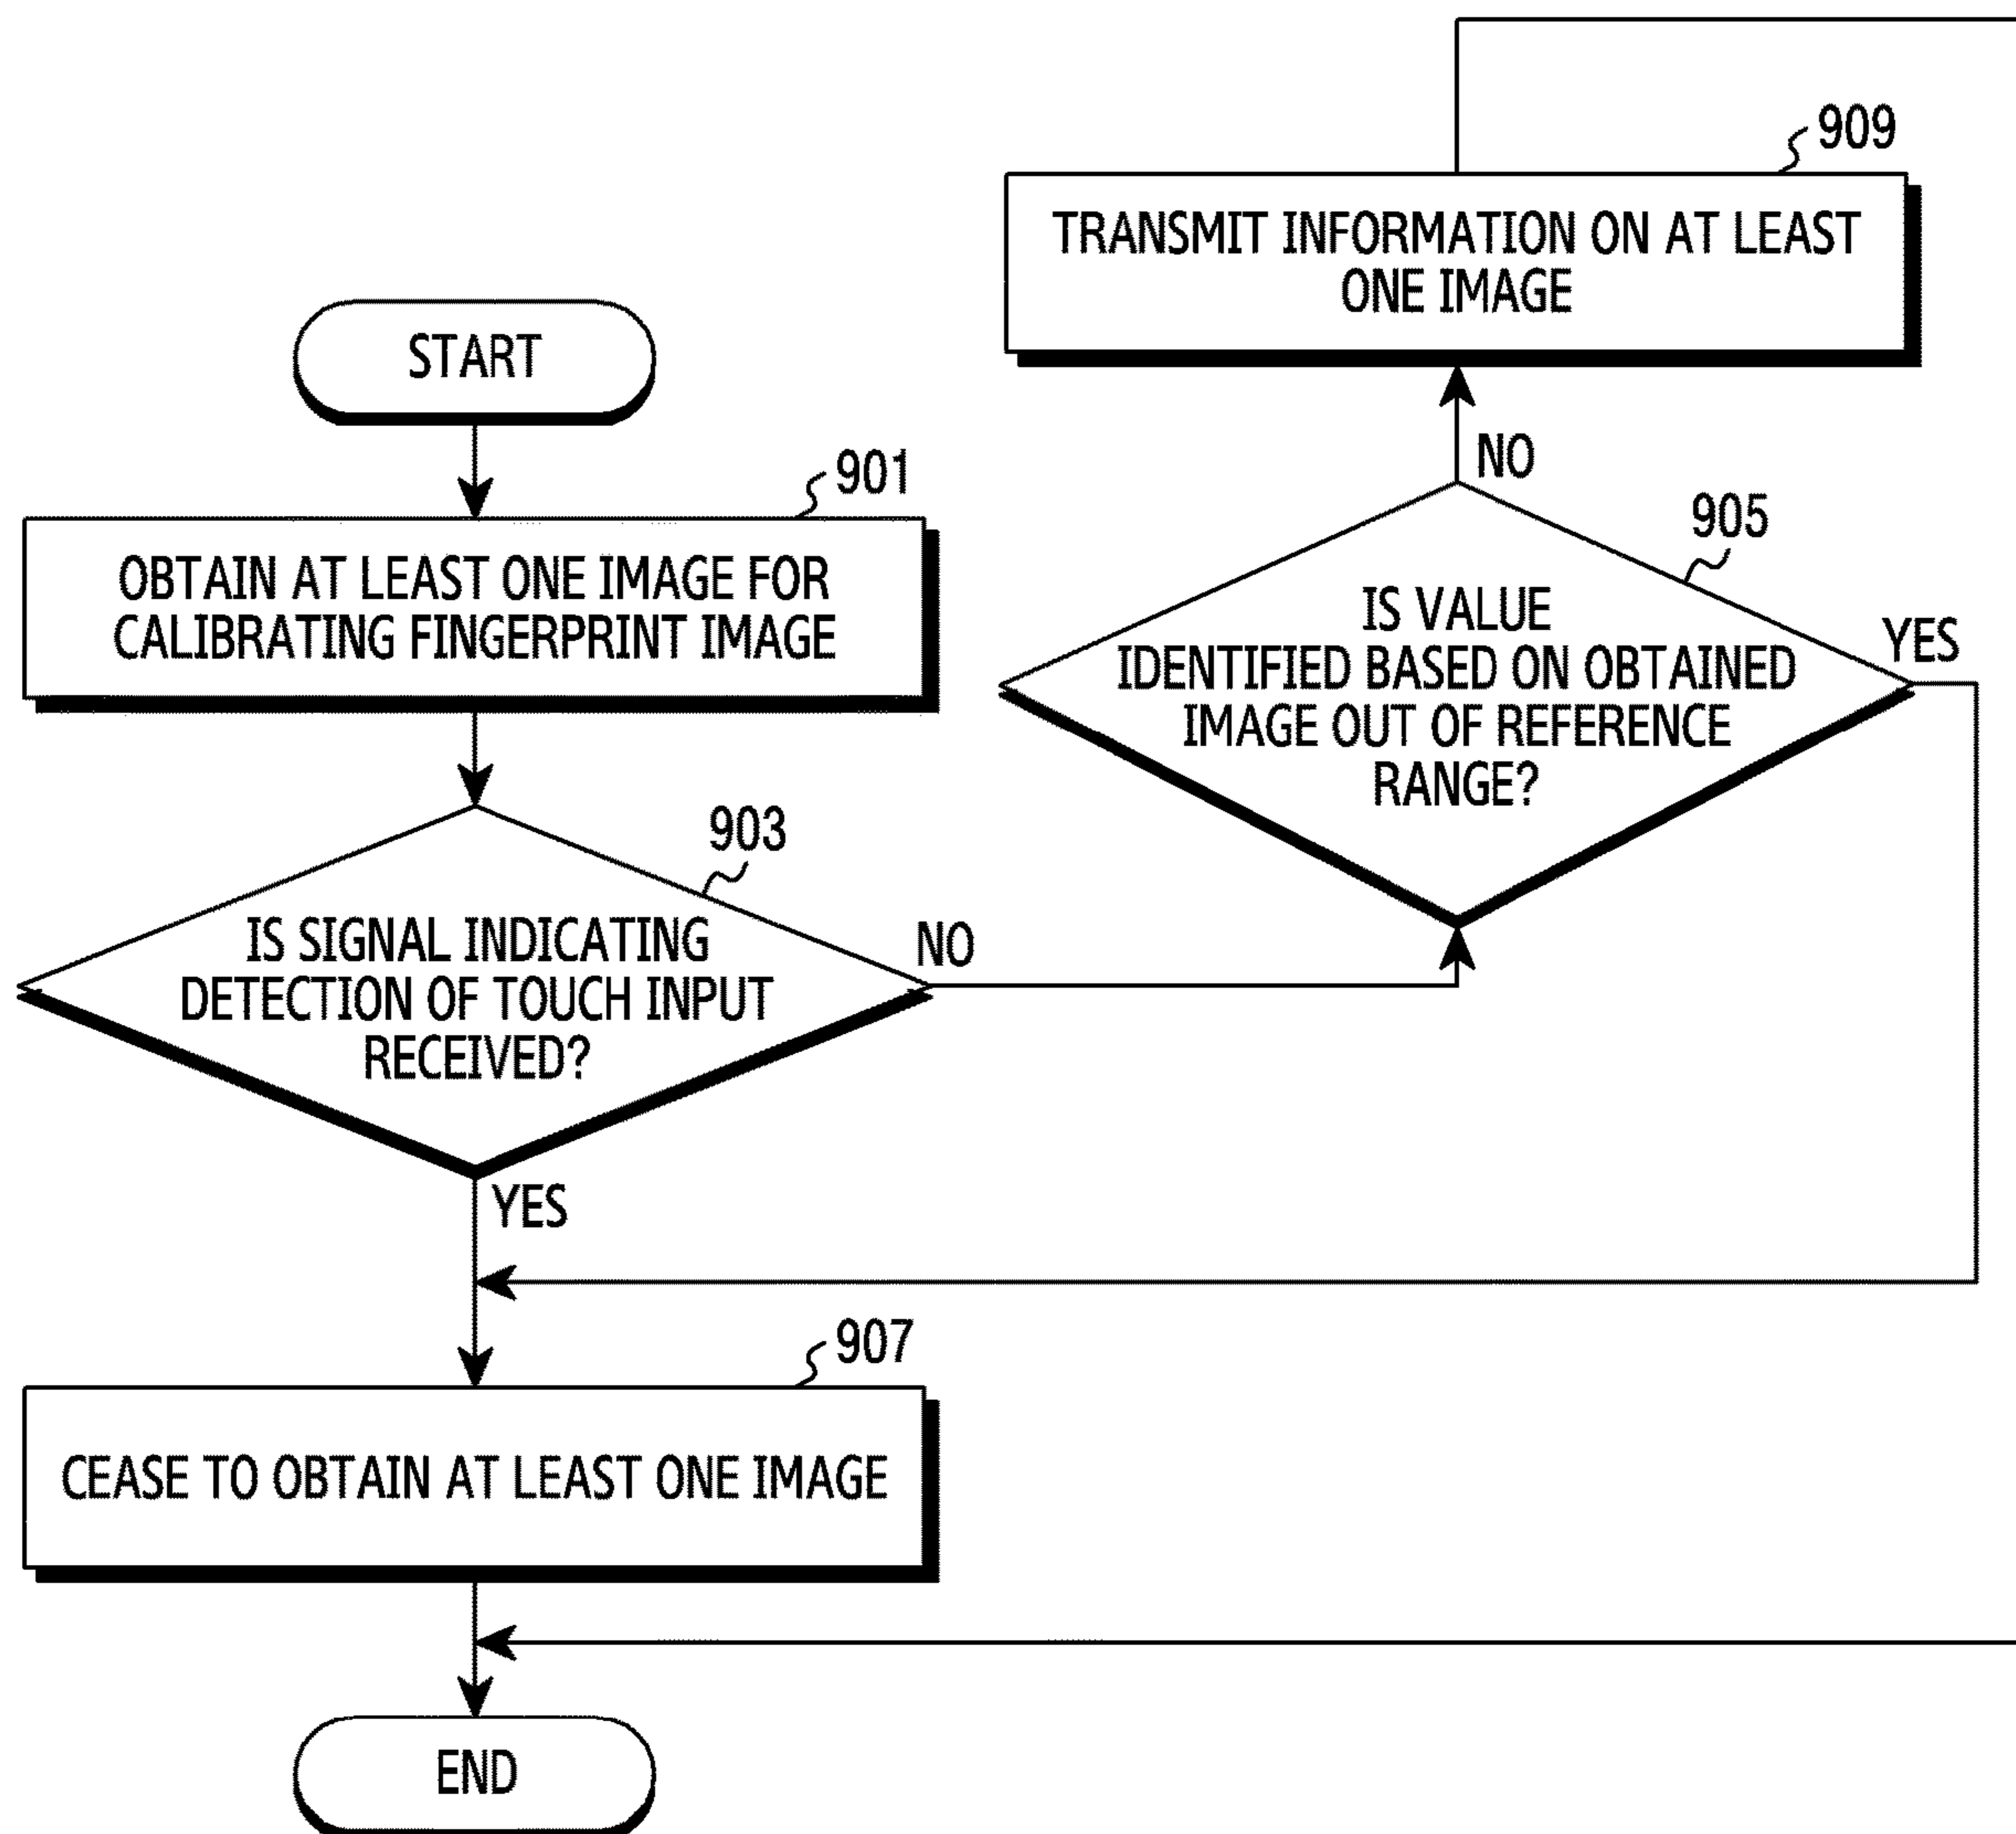 START
901
OBTAIN AT LEAST ONE IMAGE FOR
CALIBRATING FINGERPRINT IMAGE
903
IS SIGNAL INDICATING
DETECTION OF TOUCH INPUT
RECEIVED?
NO
YES
907
CEASE TO OBTAIN AT LEAST ONE IMAGE
END
909
TRANSMIT INFORMATION ON AT LEAST
ONE IMAGE
NO
905
IS VALUE
IDENTIFIED BASED ON OBTAINED
IMAGE OUT OF REFERENCE
RANGE?
YES